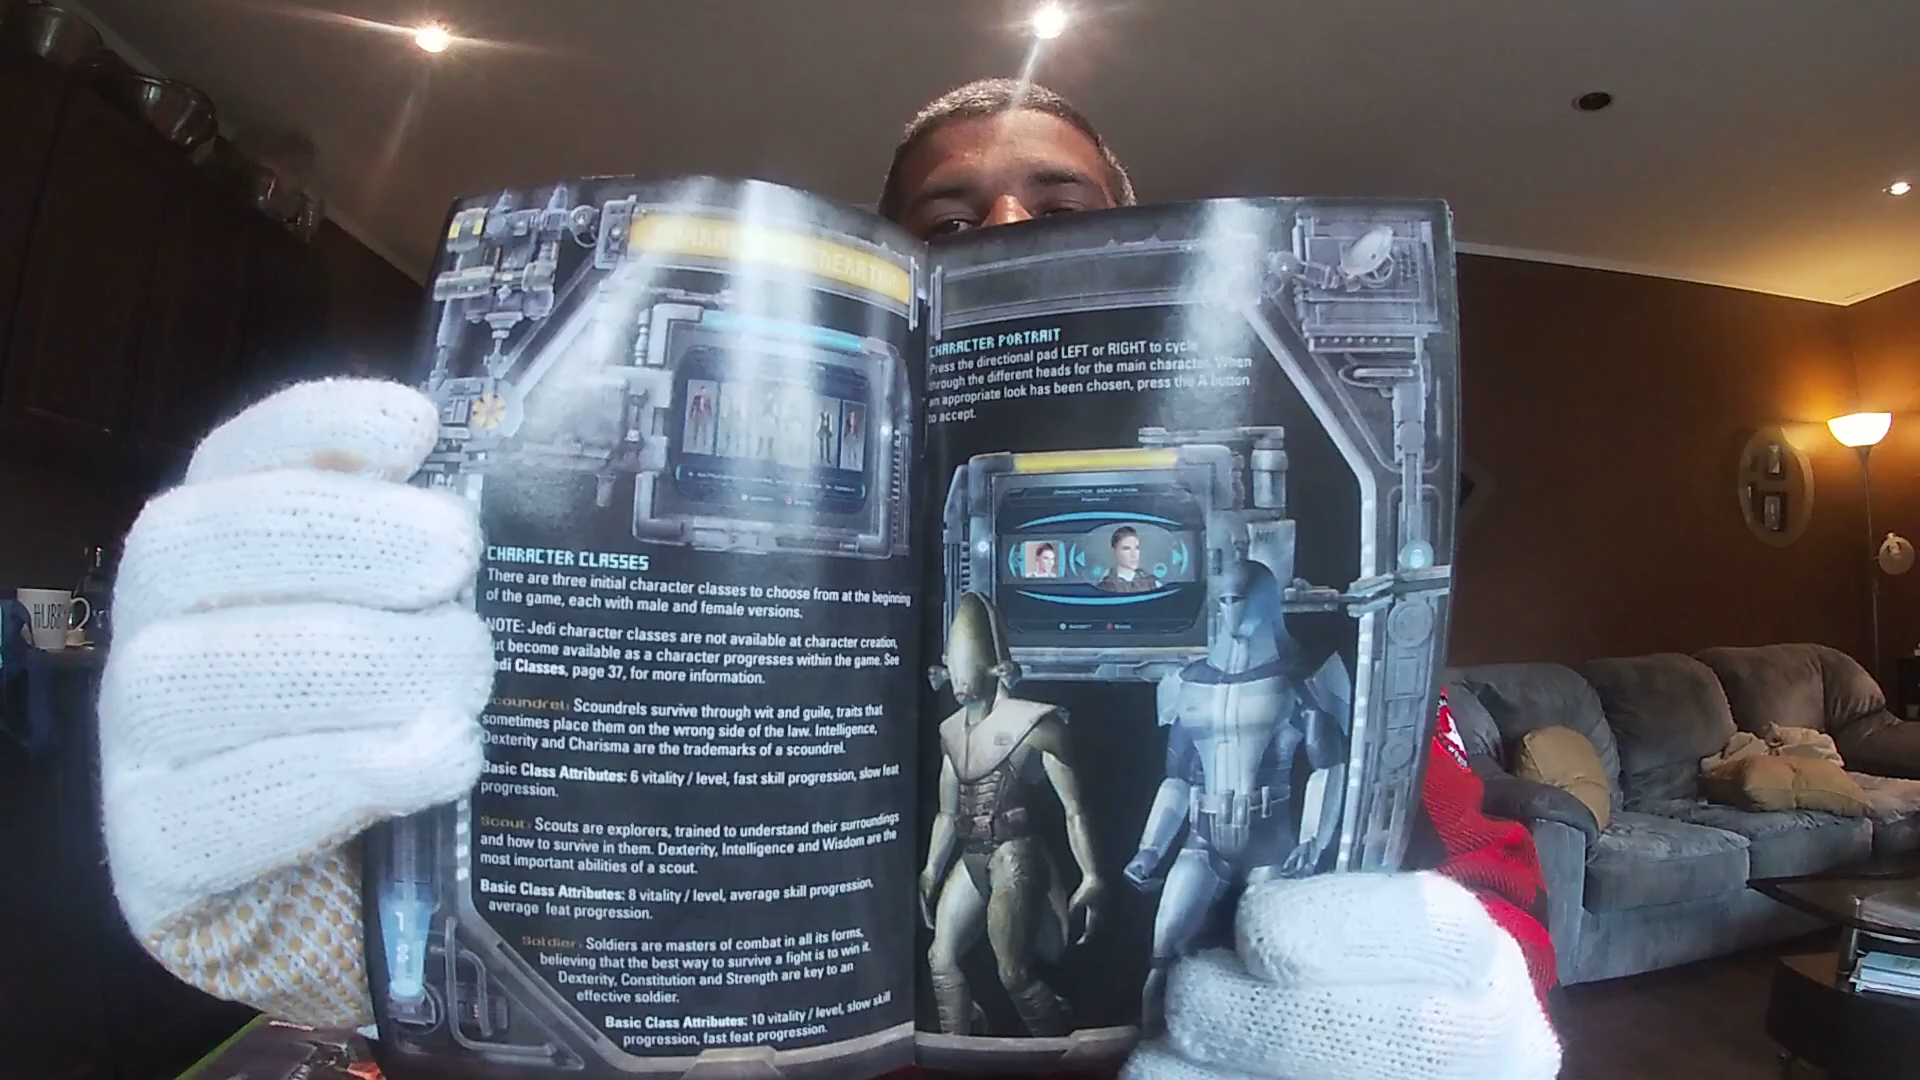 CHARACTER GENERATION
CHARACTER CLASSES
There are three initial character classes to choose from at the beginning
of the game, each with male and female versions.
NOTE: Jedi character classes are not available at character creation,
but become available as a character progresses within the game. See
Jedi Classes, page 37, for more information.
Scoundrel: Scoundrels survive through wit and guile, traits that
sometimes place them on the wrong side of the law. Intelligence,
Dexterity and Charisma are the trademarks of a scoundrel.
Basic Class Attributes: 6 vitality / level, fast skill progression, slow feat
progression.
Scout: Scouts are explorers, trained to understand their surroundings
and how to survive in them. Dexterity, Intelligence and Wisdom are the
most important abilities of a scout.
Basic Class Attributes: 8 vitality / level, average skill progression,
average feat progression.
Soldier: Soldiers are masters of combat in all its forms,
believing that the best way to survive a fight is to win it.
Dexterity, Constitution and Strength are key to an
effective soldier.
Basic Class Attributes: 10 vitality / level, slow skill
progression, fast feat progression.
CHARACTER PORTRAIT
Press the directional pad LEFT or RIGHT to cycle
through the different heads for the main character. When
an appropriate look has been chosen, press the A button
to accept.
CHARACTER GENERATION
HUBBY